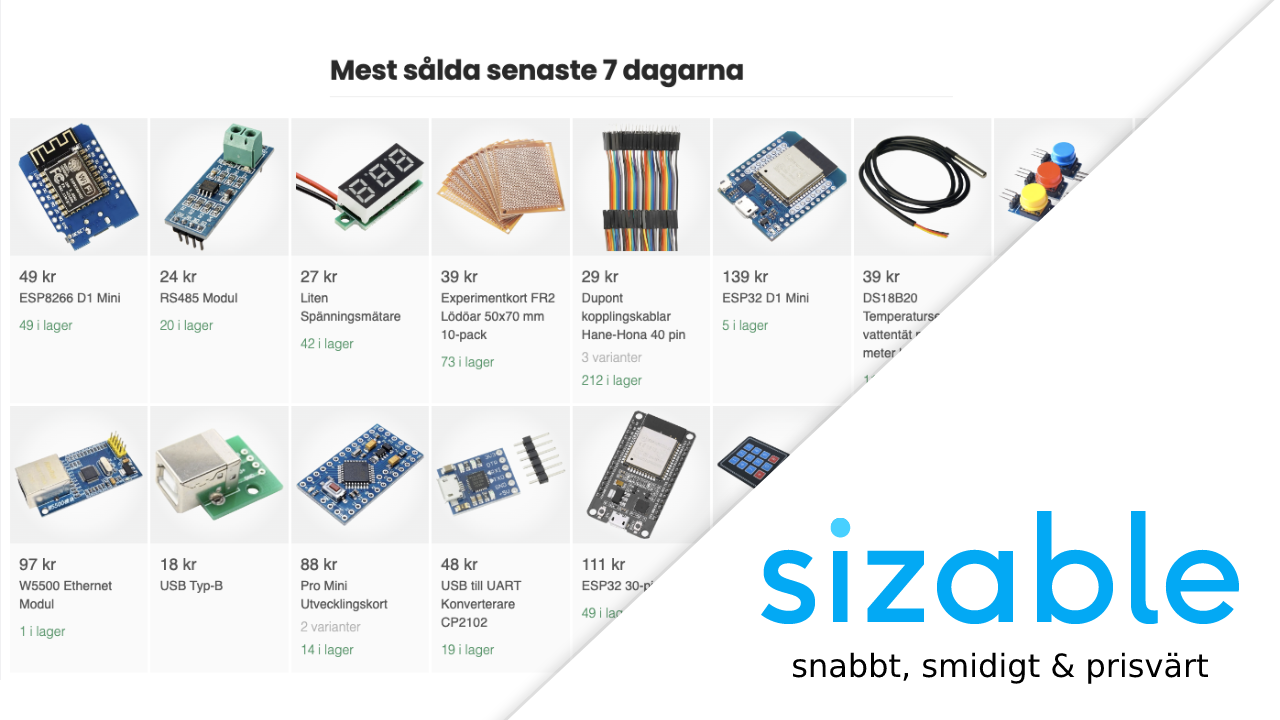 Mest sålda senaste 7 dagarna
49 kr
ESP8266 D1 Mini
49 i lager
24 kr
RS485 Modul
20 i lager
27 kr
Liten
Spänningsmätare
42 i lager
39 kr
Experimentkort FR2
Lödöar 50x70 mm
10-pack
73 i lager
29 kr
Dupont
kopplingskablar
Hane-Hona 40 pin
3 varianter
212 i lager
139 kr
ESP32 D1 Mini
5 i lager
39 kr
DS18B20
vattentät
meter
97 kr
W5500 Ethernet
Modul
1 i lager
18 kr
USB Typ-B
88 kr
Pro Mini
Utvecklingskort
2 varianter
14 i lager
48 kr
USB till UART
Konverterare
CP2102
19 i lager
111 kr
ESP32
49 i
sizable
snabbt, smidigt & prisvärt